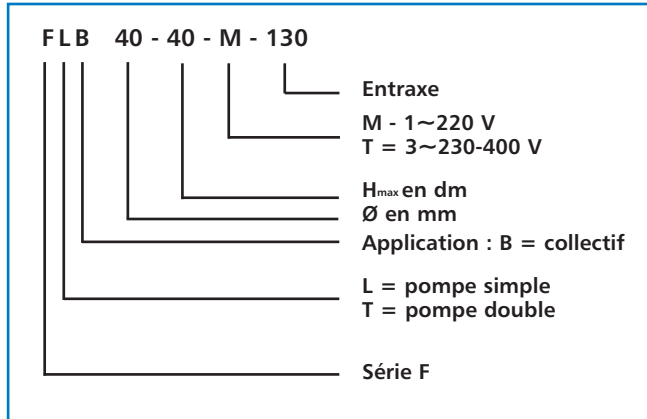 FLB 40 - 40 - M - 130
Entraxe
M - 1~220 V
T = 3~230-400 V
Hmax en dm
Ø en mm
Application : B = collectif
L = pompe simple
T = pompe double
Série F